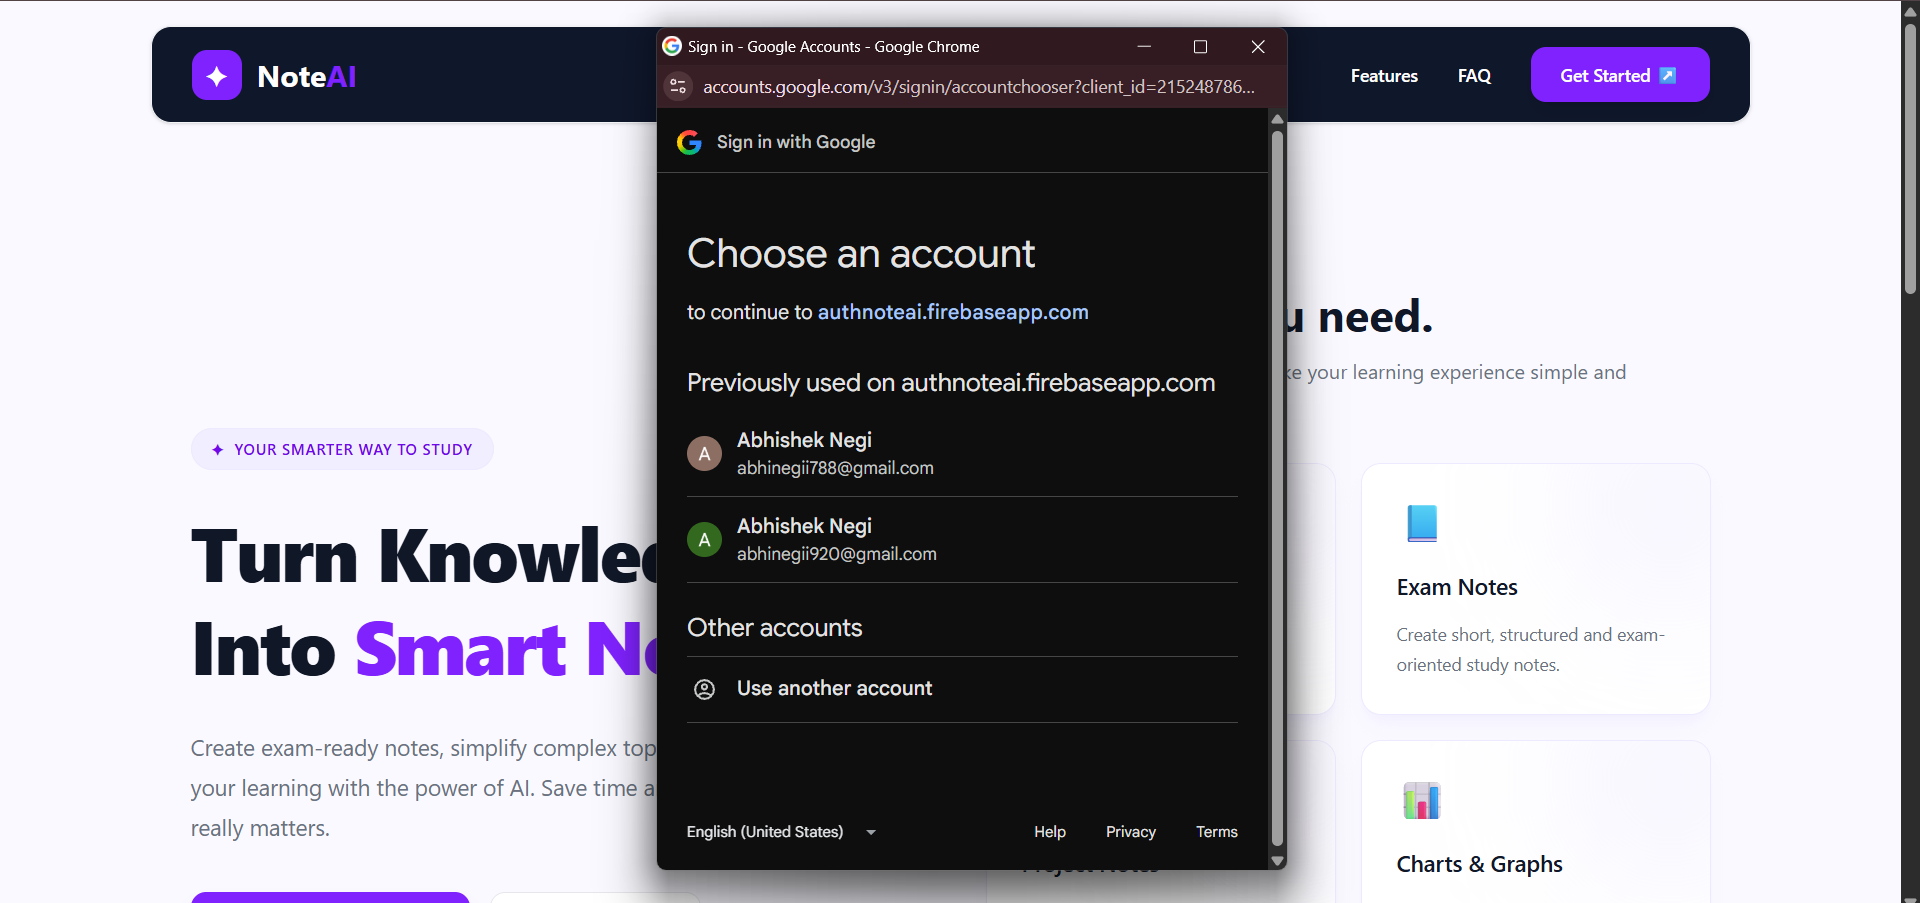 NoteAI
Features
FAQ
Get Started
Sign in - Google Accounts - Google Chrome
accounts.google.com/v3/signin/accountchooser?client_id=215248786...
Sign in with Google
Choose an account
to continue to authnoteai.firebaseapp.com
Previously used on authnoteai.firebaseapp.com
A
Abhishek Negi
abhinegii788@gmail.com
A
Abhishek Negi
abhinegii920@gmail.com
Other accounts
Use another account
English (United States)
Help
Privacy
Terms
YOUR SMARTER WAY TO STUDY
Turn
Into Smart
Create exam-ready notes, simplify complex
your learning with the power of AI. Save time
really matters.
need.
your learning experience simple and
Exam Notes
Create short, structured and exam-
oriented study notes.
Charts & Graphs